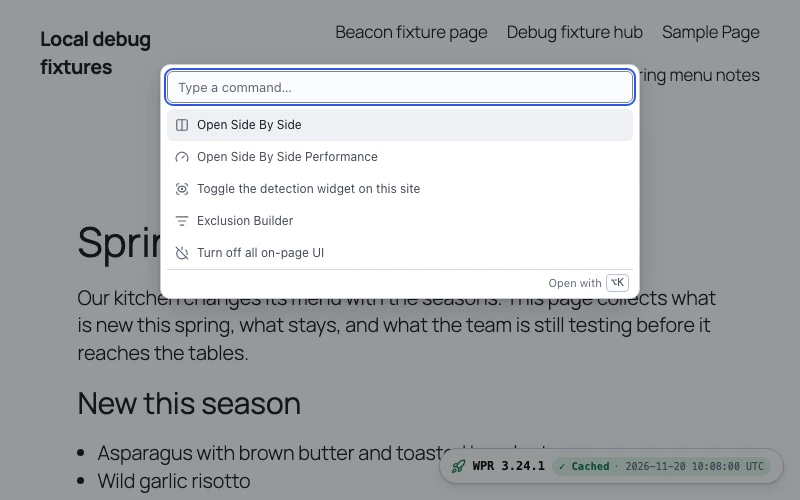 Local debug fixtures
Beacon fixture page
Debug fixture hub
Sample Page
ring menu notes
Type a command...
Open Side By Side
Open Side By Side Performance
Toggle the detection widget on this site
Exclusion Builder
Turn off all on-page UI
Open with ⌥K
Our kitchen changes its menu with the seasons. This page collects what
is new this spring, what stays, and what the team is still testing before it
reaches the tables.
New this season
Asparagus with brown butter and toasted
Wild garlic risotto
WPR 3.24.1 ✓ Cached · 2026-11-20 10:08:00 UTC